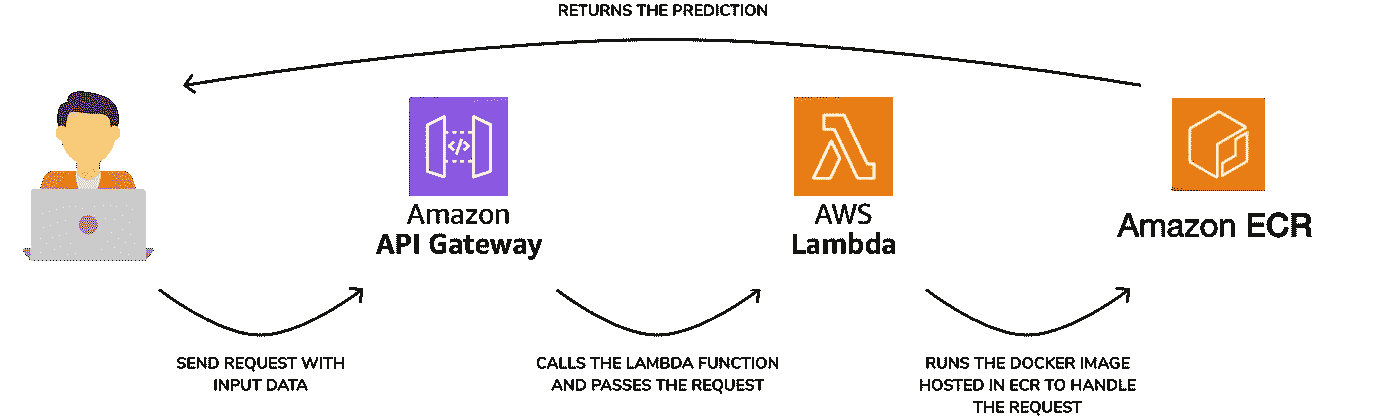 RETURNS THE PREDICTION
Amazon
API Gateway
AWS
Lambda
Amazon ECR
SEND REQUEST WITH
INPUT DATA
CALLS THE LAMBDA FUNCTION
AND PASSES THE REQUEST
RUNS THE DOCKER IMAGE
HOSTED IN ECR TO HANDLE
THE REQUEST